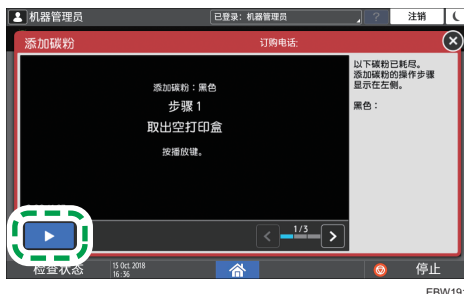 机器管理员
已登录：机器管理员
?
注销
添加碳粉
订购电话:
以下碳粉已耗尽。
添加碳粉的操作步骤
显示在左侧。
黑色：
添加碳粉：黑色
步骤 1
取出空打印盒
按播放键。
1/3
检查状态
15 Oct 2018
16:36
停止